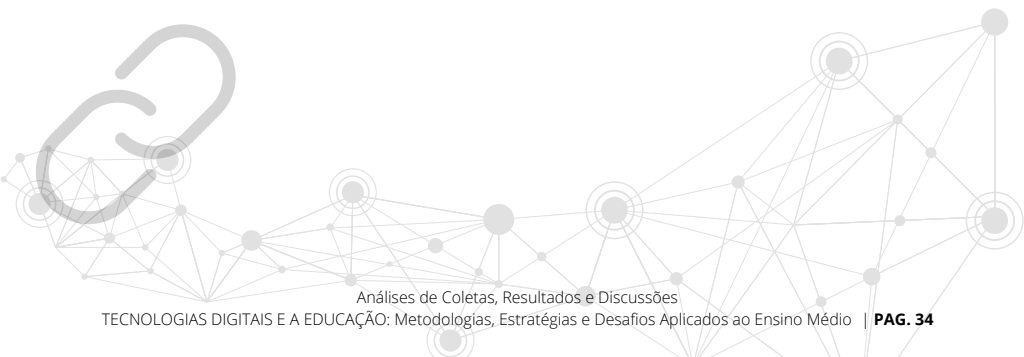 Análises de Coletas, Resultados e Discussões
TECNOLOGIAS DIGITAIS E A EDUCAÇÃO: Metodologias, Estratégias e Desafios Aplicados ao Ensino Médio | PAG. 34